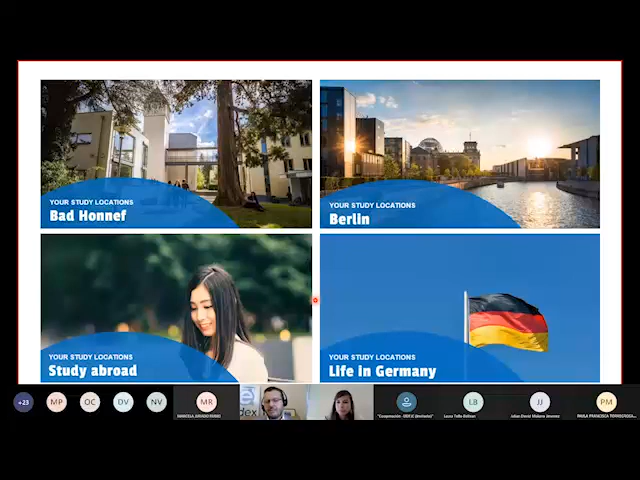 YOUR STUDY LOCATIONS
Bad Honnef
YOUR STUDY LOCATIONS
Berlin
YOUR STUDY LOCATIONS
Study abroad
YOUR STUDY LOCATIONS
Life in Germany
+23
MP
OC
DV
NV
MR
dex
LB
JJ
PM